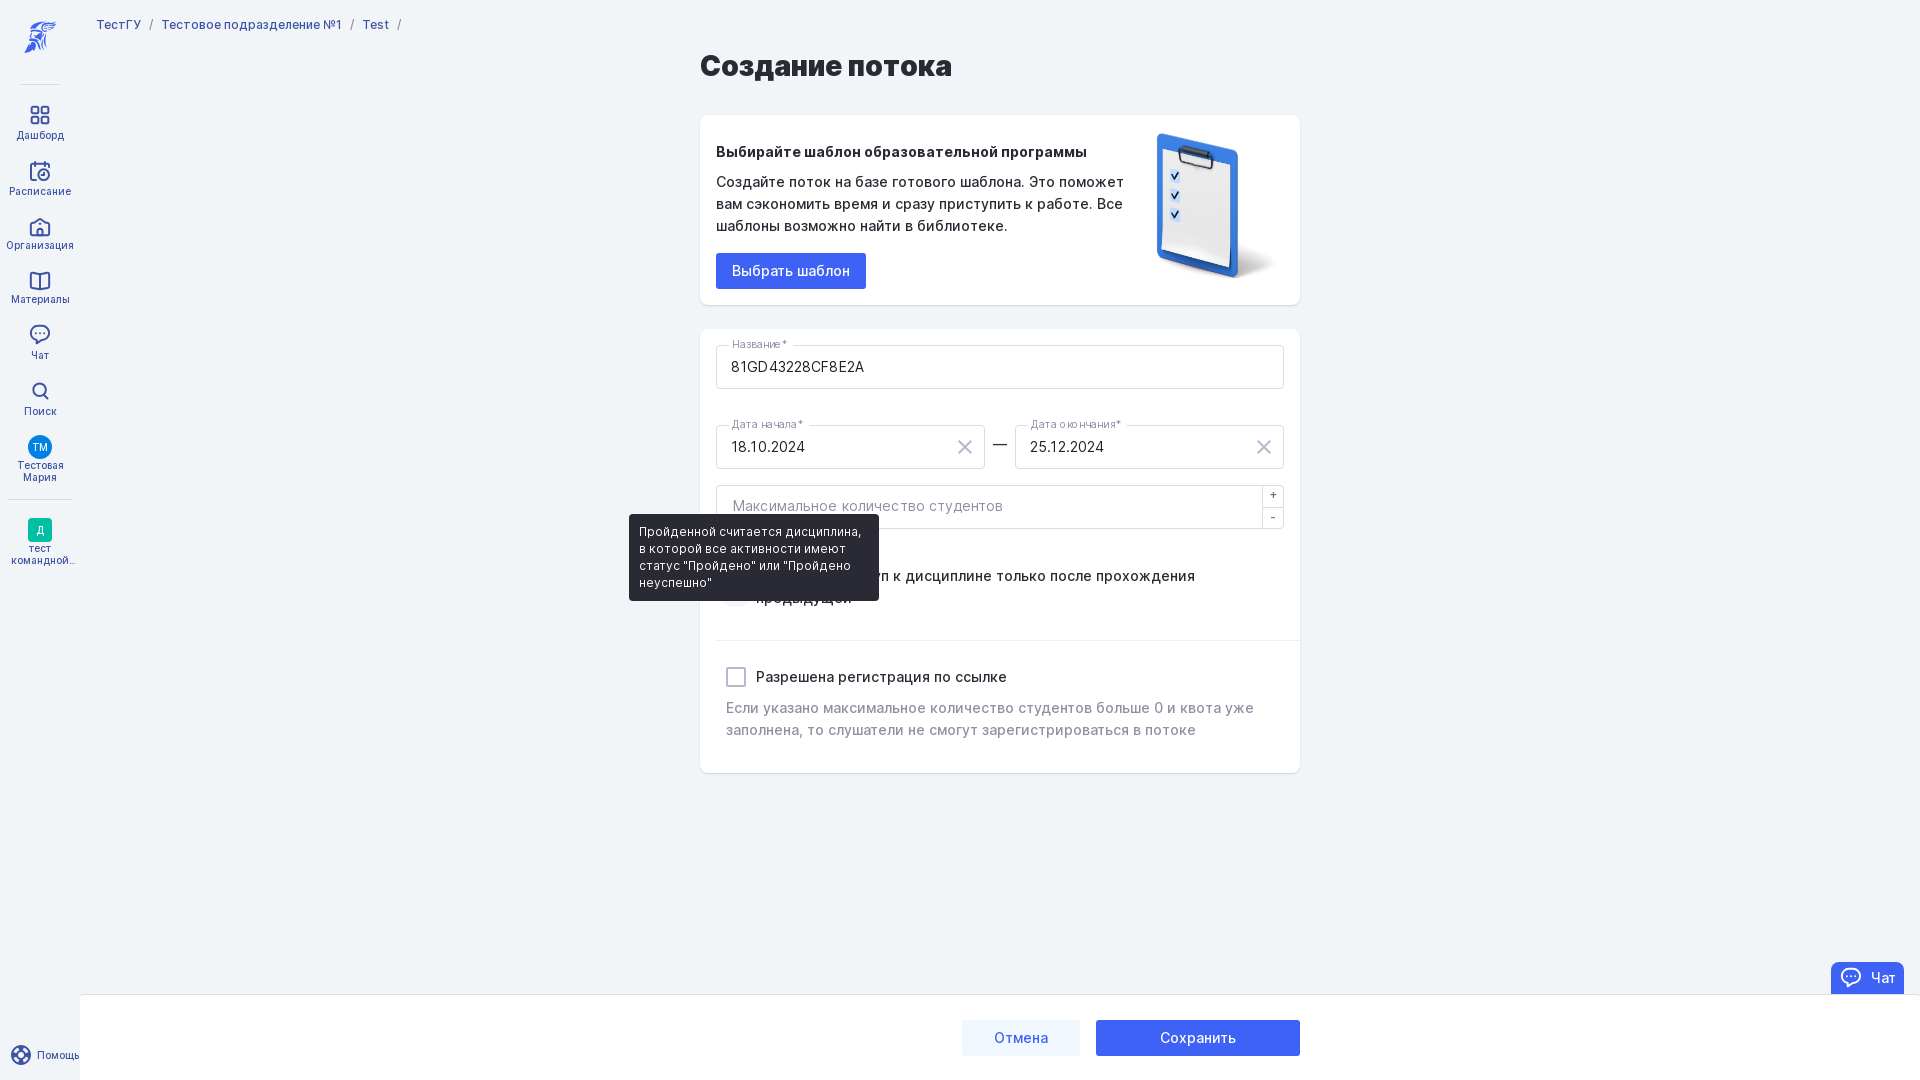 ТестГУ / Тестовое подразделение №1 / Test /
Создание потока
Дашборд
Расписание
Организация
Материалы
Чат
Поиск
ТМ
Тестовая
Мария
Д
тест
командной...
Помощь
Выбирайте шаблон образовательной программы
Создайте поток на базе готового шаблона. Это поможет
вам сэкономить время и сразу приступить к работе. Все
шаблоны возможно найти в библиотеке.
Выбрать шаблон
Название*
81GD43228CF8E2A
Дата начала*
18.10.2024
—
Дата окончания*
25.12.2024
Максимальное количество студентов
+
-
Пройденной считается дисциплина,
в которой все активности имеют
статус "Пройдено" или "Пройдено
неуспешно"
к дисциплине только после прохождения
Разрешена регистрация по ссылке
Если указано максимальное количество студентов больше 0 и квота уже
заполнена, то слушатели не смогут зарегистрироваться в потоке
Чат
Отмена
Сохранить